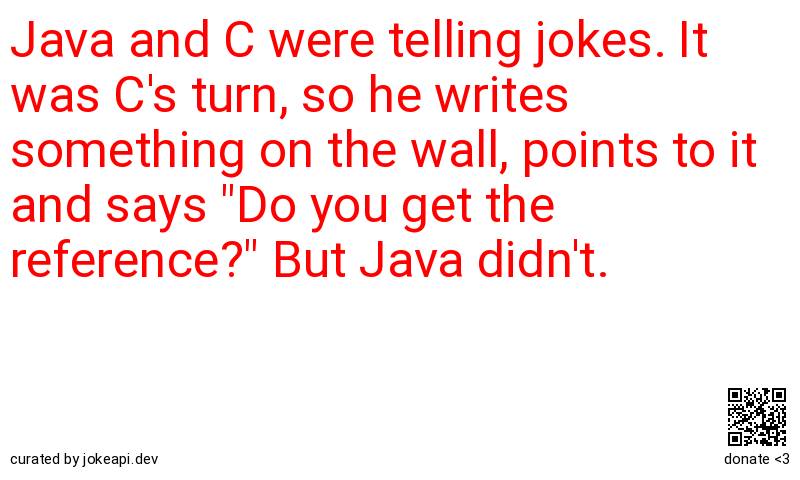 Java and C were telling jokes. It
was C's turn, so he writes
something on the wall, points to it
and says "Do you get the
reference?" But Java didn't.
curated by jokeapi.dev
donate <3